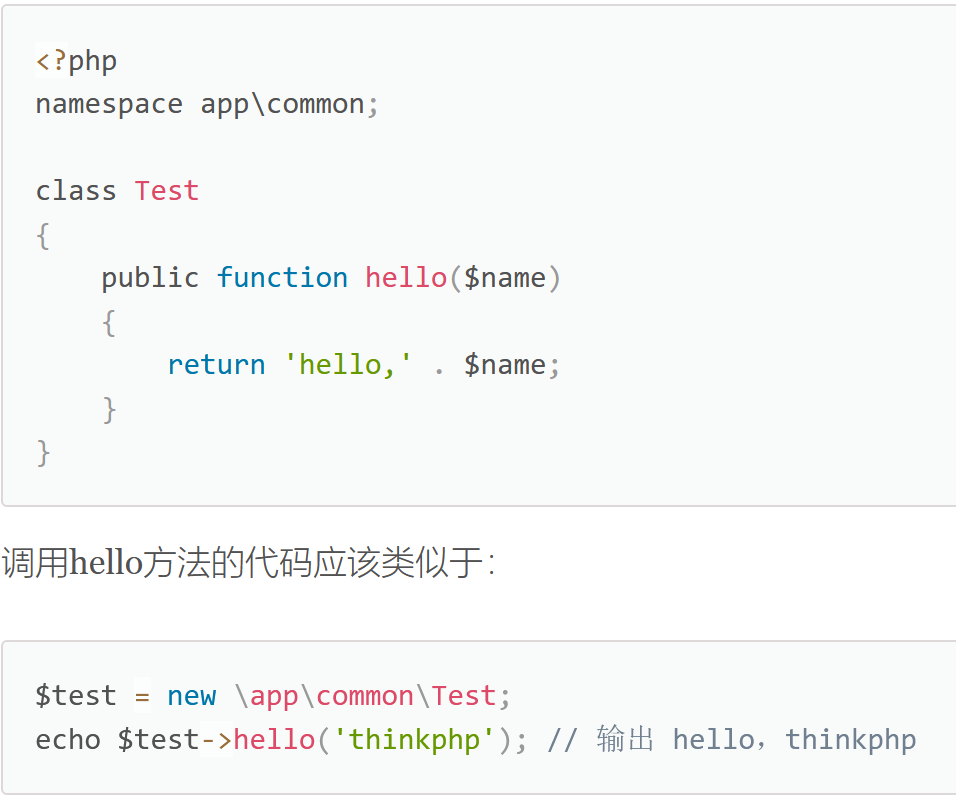 <?php
namespace app\common;
class Test
{
    public function hello($name)
    {
        return 'hello,' . $name;
    }
}
调用hello方法的代码应该类似于：
$test = new \app\common\Test;
echo $test->hello('thinkphp'); // 输出 hello，thinkphp